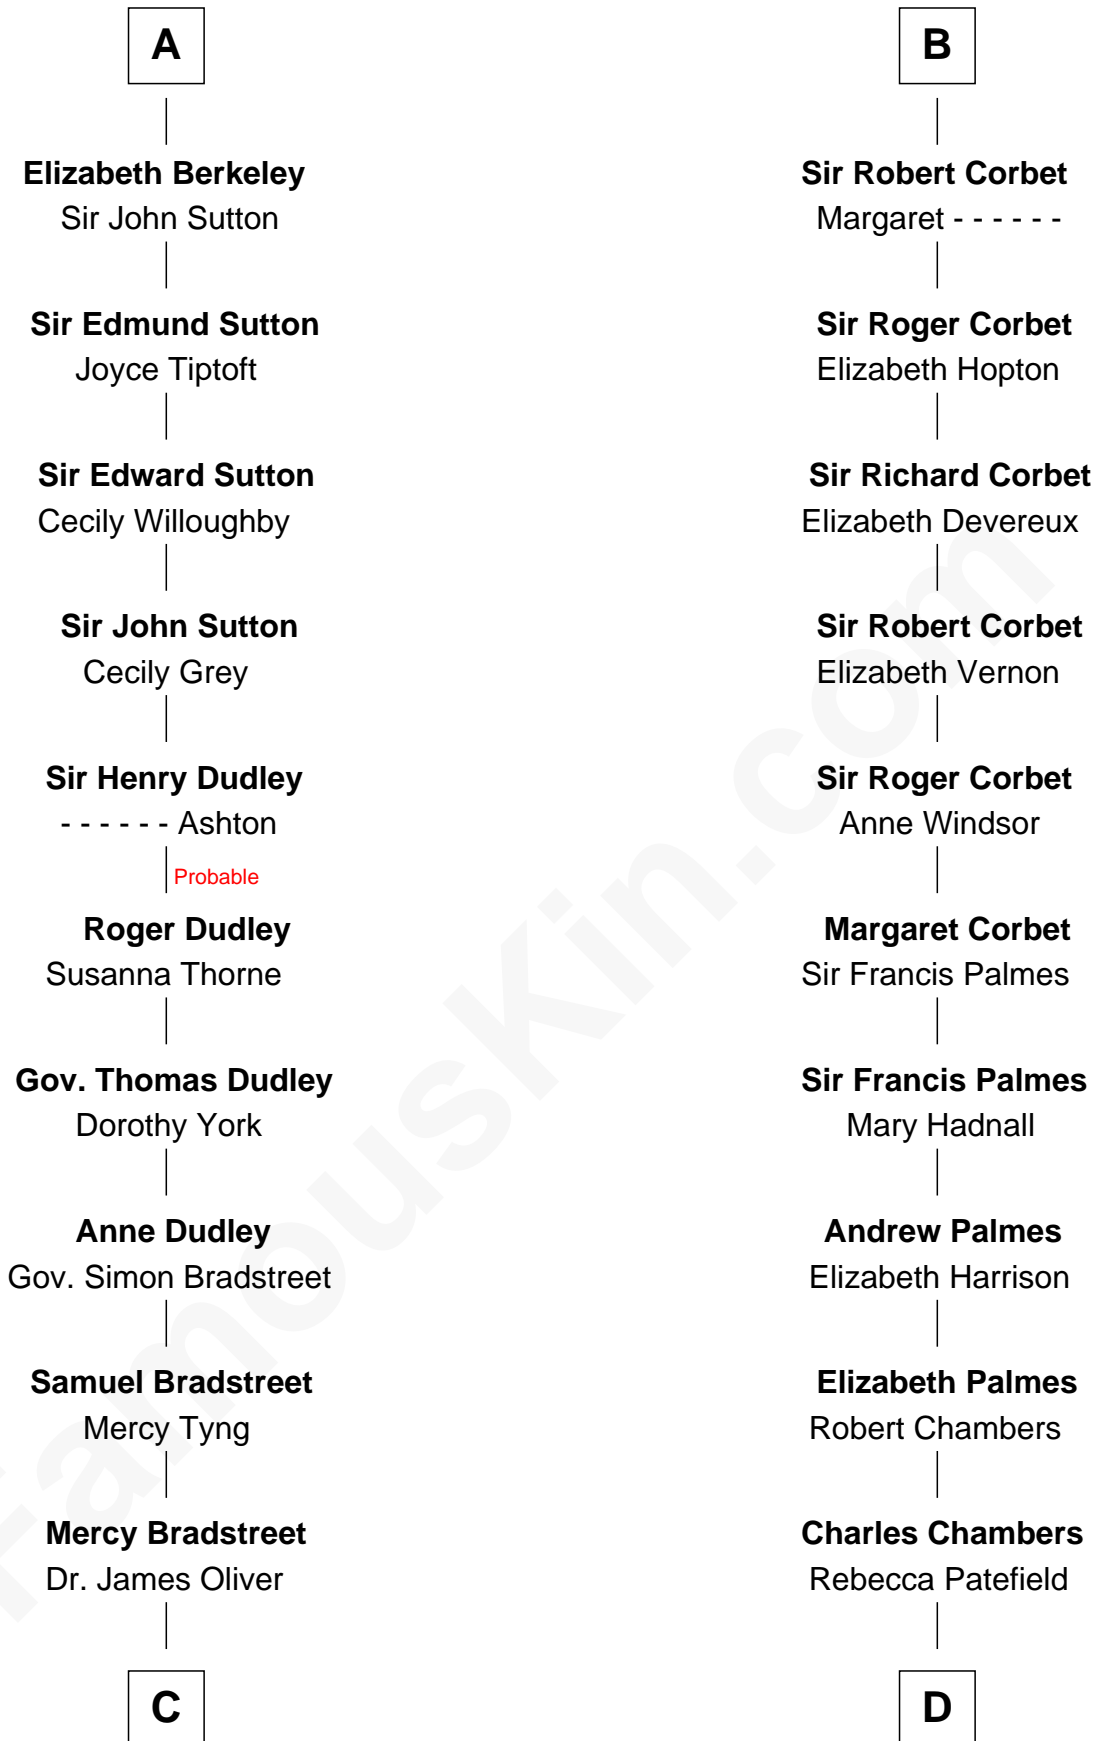 A
Elizabeth Berkeley
Sir John Sutton
Sir Edmund Sutton
Joyce Tiptoft
Sir Edward Sutton
Cecily Willoughby
Sir John Sutton
Cecily Grey
Sir Henry Dudley
- - - - - - Ashton
Probable
Roger Dudley
Susanna Thorne
Gov. Thomas Dudley
Dorothy York
Anne Dudley
Gov. Simon Bradstreet
Samuel Bradstreet
Mercy Tyng
Mercy Bradstreet
Dr. James Oliver
C
B
Sir Robert Corbet
Margaret - - - - - -
Sir Roger Corbet
Elizabeth Hopton
Sir Richard Corbet
Elizabeth Devereux
Sir Robert Corbet
Elizabeth Vernon
Sir Roger Corbet
Anne Windsor
Margaret Corbet
Sir Francis Palmes
Sir Francis Palmes
Mary Hadnall
Andrew Palmes
Elizabeth Harrison
Elizabeth Palmes
Robert Chambers
Charles Chambers
Rebecca Patefield
D
FamousKin.com